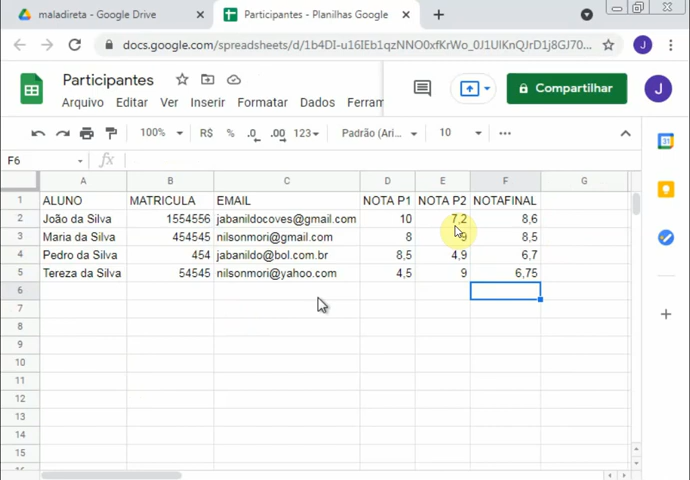 maladireta - Google Drive
Participantes - Planilhas Google
docs.google.com/spreadsheets/d/1b4DI-u16IEb1qzNNO0xfKrWo_0J1UlKnQJrD1j8GJ70...
J
Participantes
Arquivo Editar Ver Inserir Formatar Dados Ferram
Compartilhar
J
100% R$ % .0 .00 123 Padrão (Ari... 10
F6 fx
A B C D E F G
1 ALUNO MATRICULA EMAIL NOTA P1 NOTA P2 NOTAFINAL
2 João da Silva 1554556 jabanildocoves@gmail.com 10 7,2 8,6
3 Maria da Silva 454545 nilsonmori@gmail.com 8 9 8,5
4 Pedro da Silva 454 jabanildo@bol.com.br 8,5 4,9 6,7
5 Tereza da Silva 54545 nilsonmori@yahoo.com 4,5 9 6,75
6
7
8
9
10
11
12
13
14
15